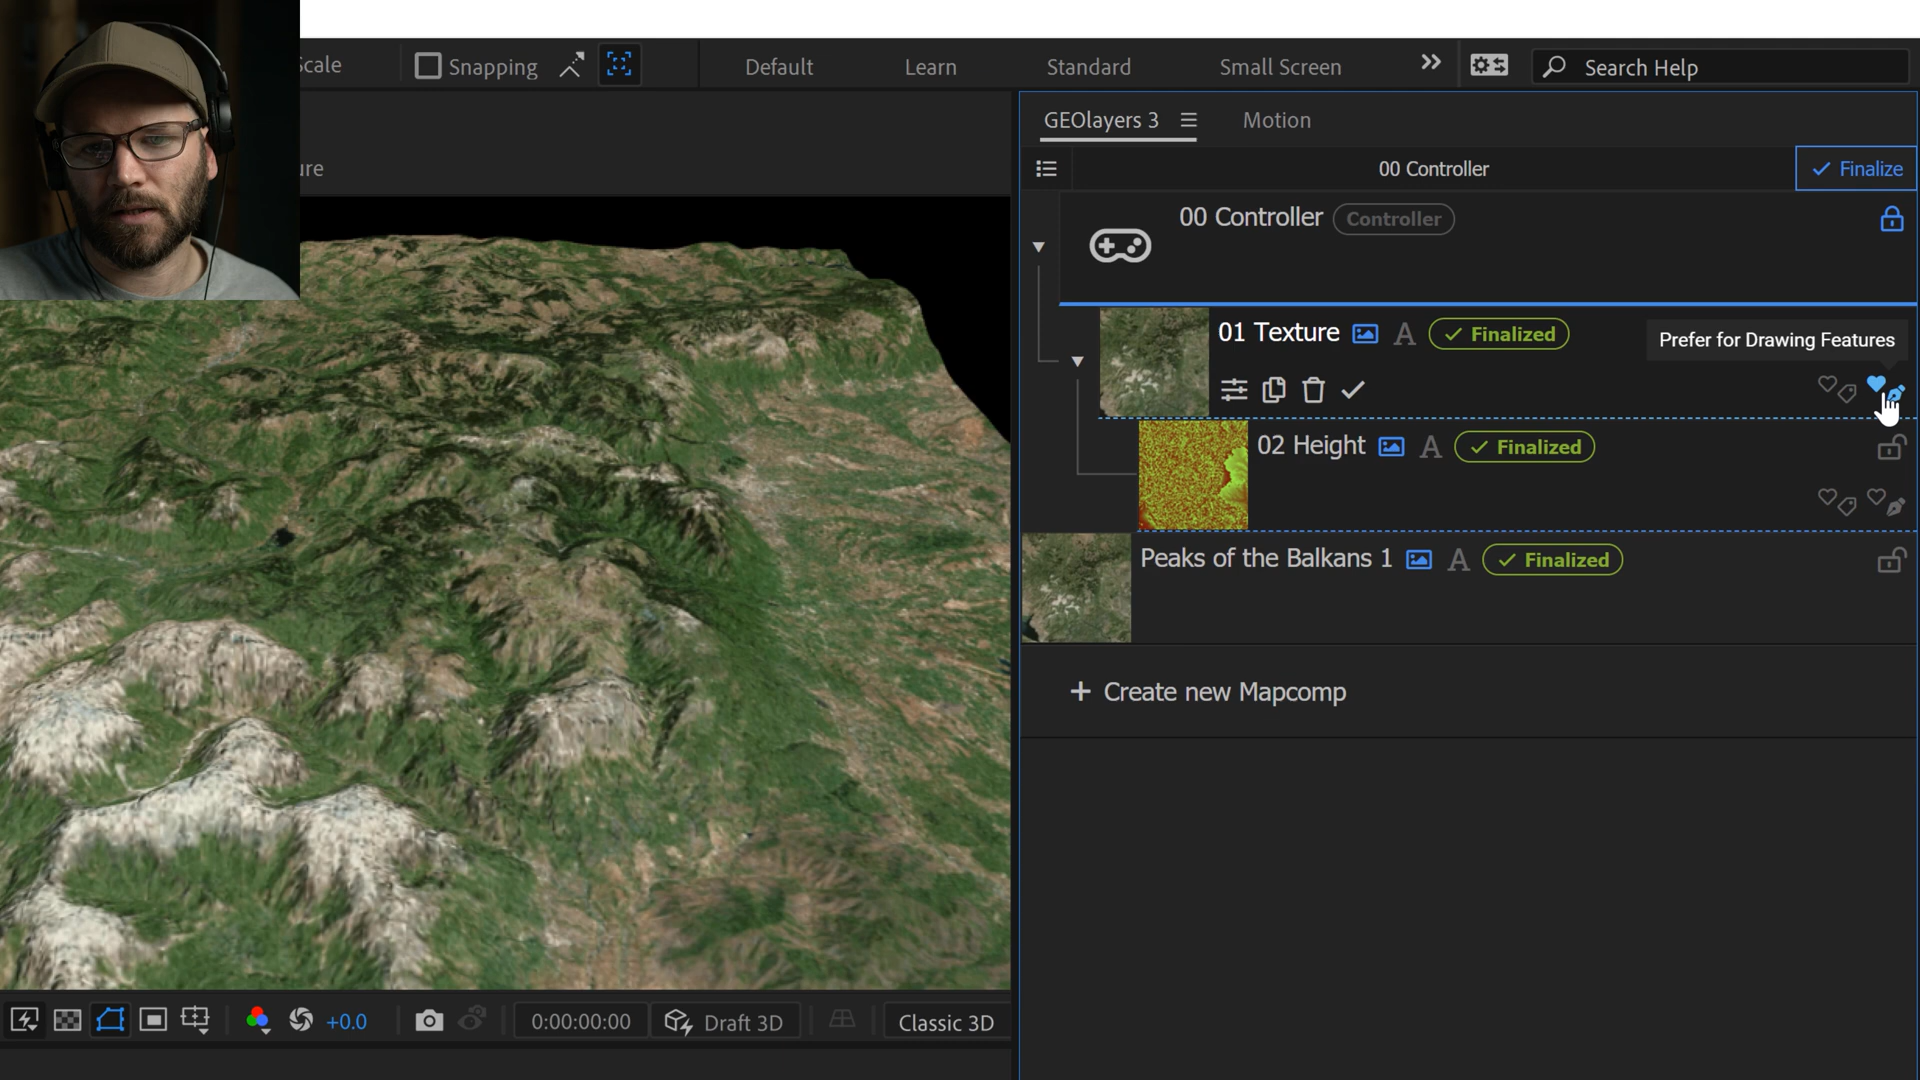 Scale
Snapping
Default
Learn
Standard
Small Screen
Search Help
GEOlayers 3
Motion
ure
00 Controller
Finalize
00 Controller
Controller
01 Texture
A
Finalized
Prefer for Drawing Features
02 Height
A
Finalized
Peaks of the Balkans 1
A
Finalized
+ Create new Mapcomp
+0.0
0:00:00:00
Draft 3D
Classic 3D